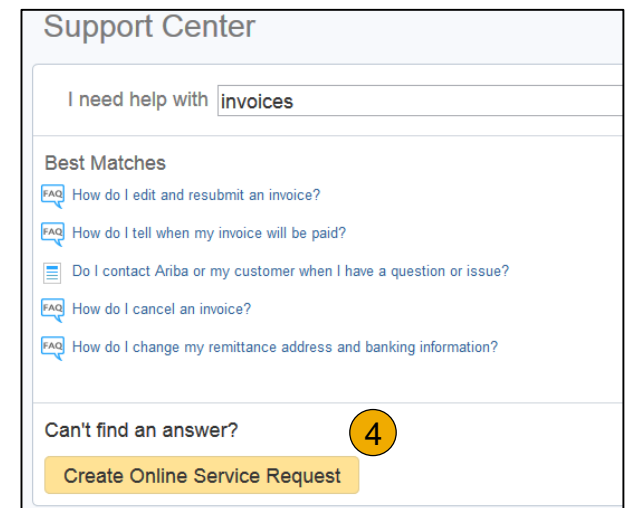 Support Center
I need help with invoices
Best Matches
FAQ How do I edit and resubmit an invoice?
FAQ How do I tell when my invoice will be paid?
Do I contact Ariba or my customer when I have a question or issue?
FAQ How do I cancel an invoice?
FAQ How do I change my remittance address and banking information?
Can't find an answer? 4
Create Online Service Request